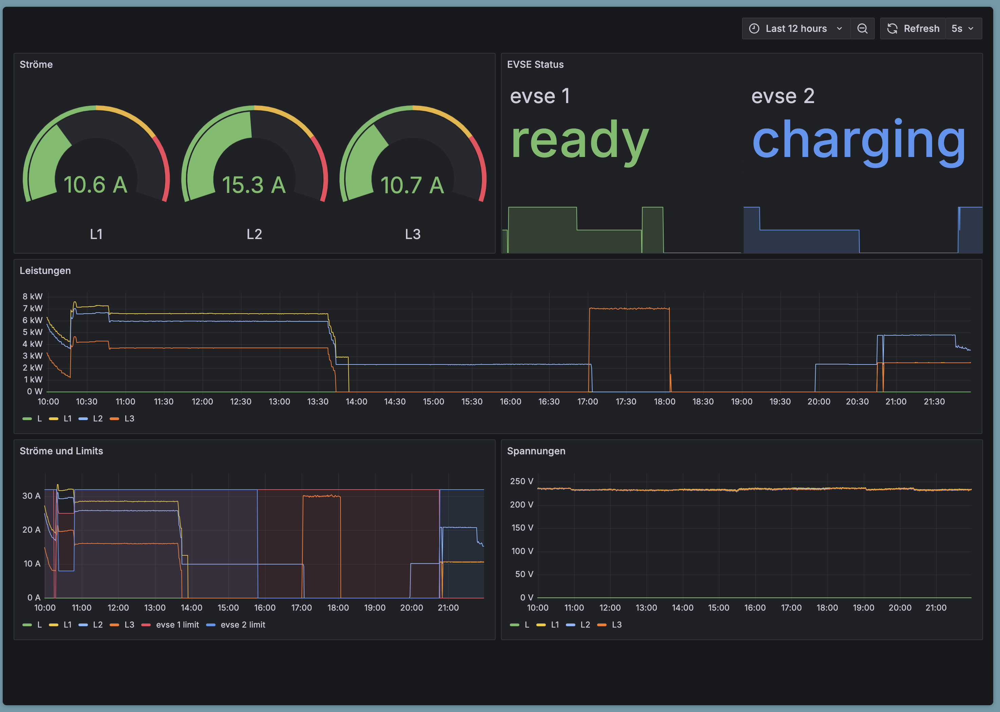 Last 12 hours
Refresh
5s
Ströme
10.6 A
15.3 A
10.7 A
L1
L2
L3
EVSE Status
evse 1
evse 2
ready
charging
Leistungen
8 kW
7 kW
6 kW
5 kW
4 kW
3 kW
2 kW
1 kW
0 W
10:00 10:30 11:00 11:30 12:00 12:30 13:00 13:30 14:00 14:30 15:00 15:30 16:00 16:30 17:00 17:30 18:00 18:30 19:00 19:30 20:00 20:30 21:00 21:30
L L1 L2 L3
Ströme und Limits
30 A
20 A
10 A
0 A
10:00 11:00 12:00 13:00 14:00 15:00 16:00 17:00 18:00 19:00 20:00 21:00
L L1 L2 L3 evse 1 limit evse 2 limit
Spannungen
250 V
200 V
150 V
100 V
50 V
0 V
10:00 11:00 12:00 13:00 14:00 15:00 16:00 17:00 18:00 19:00 20:00 21:00
L L1 L2 L3